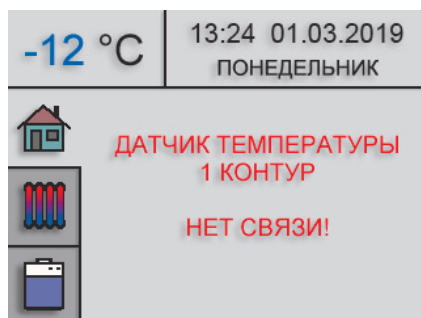 -12 °C
13:24 01.03.2019
ПОНЕДЕЛЬНИК
ДАТЧИК ТЕМПЕРАТУРЫ
1 КОНТУР
НЕТ СВЯЗИ!